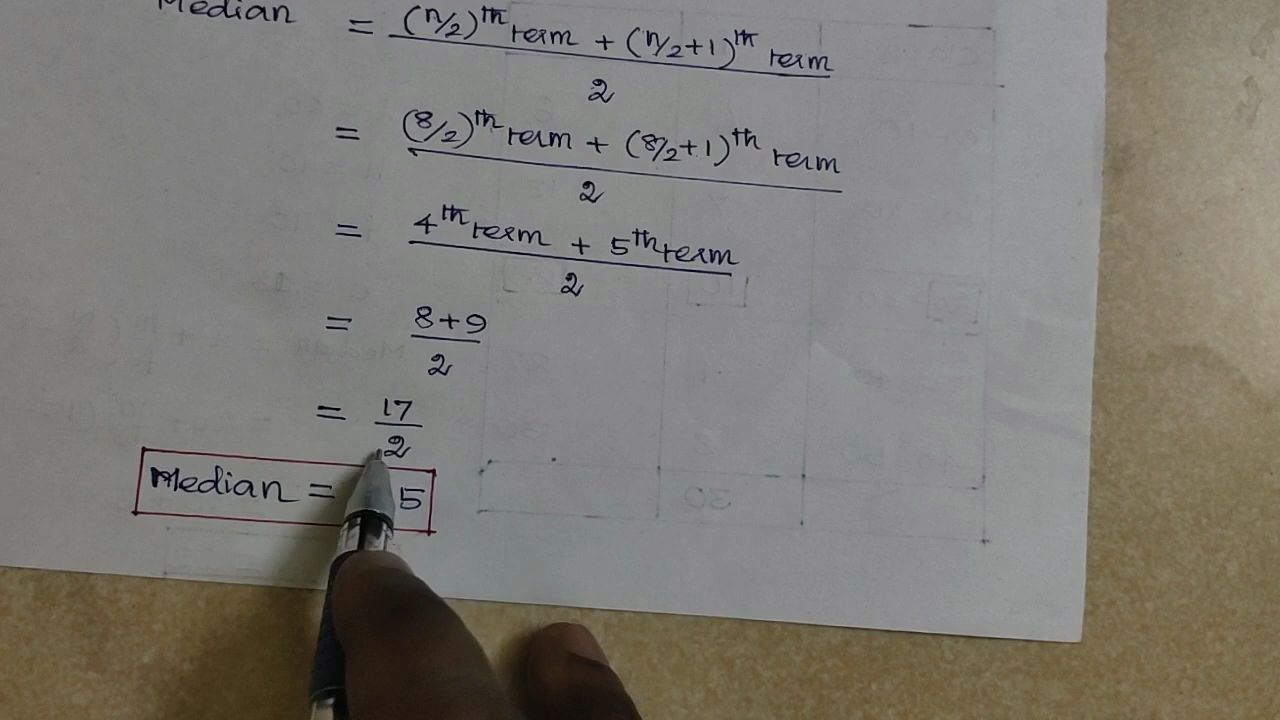 Median = (n/2)th term + (n/2+1)th term
2
= (8/2)th term + (8/2+1)th term
2
= 4th term + 5th term
2
= 8+9
2
= 17
2
Median = 5